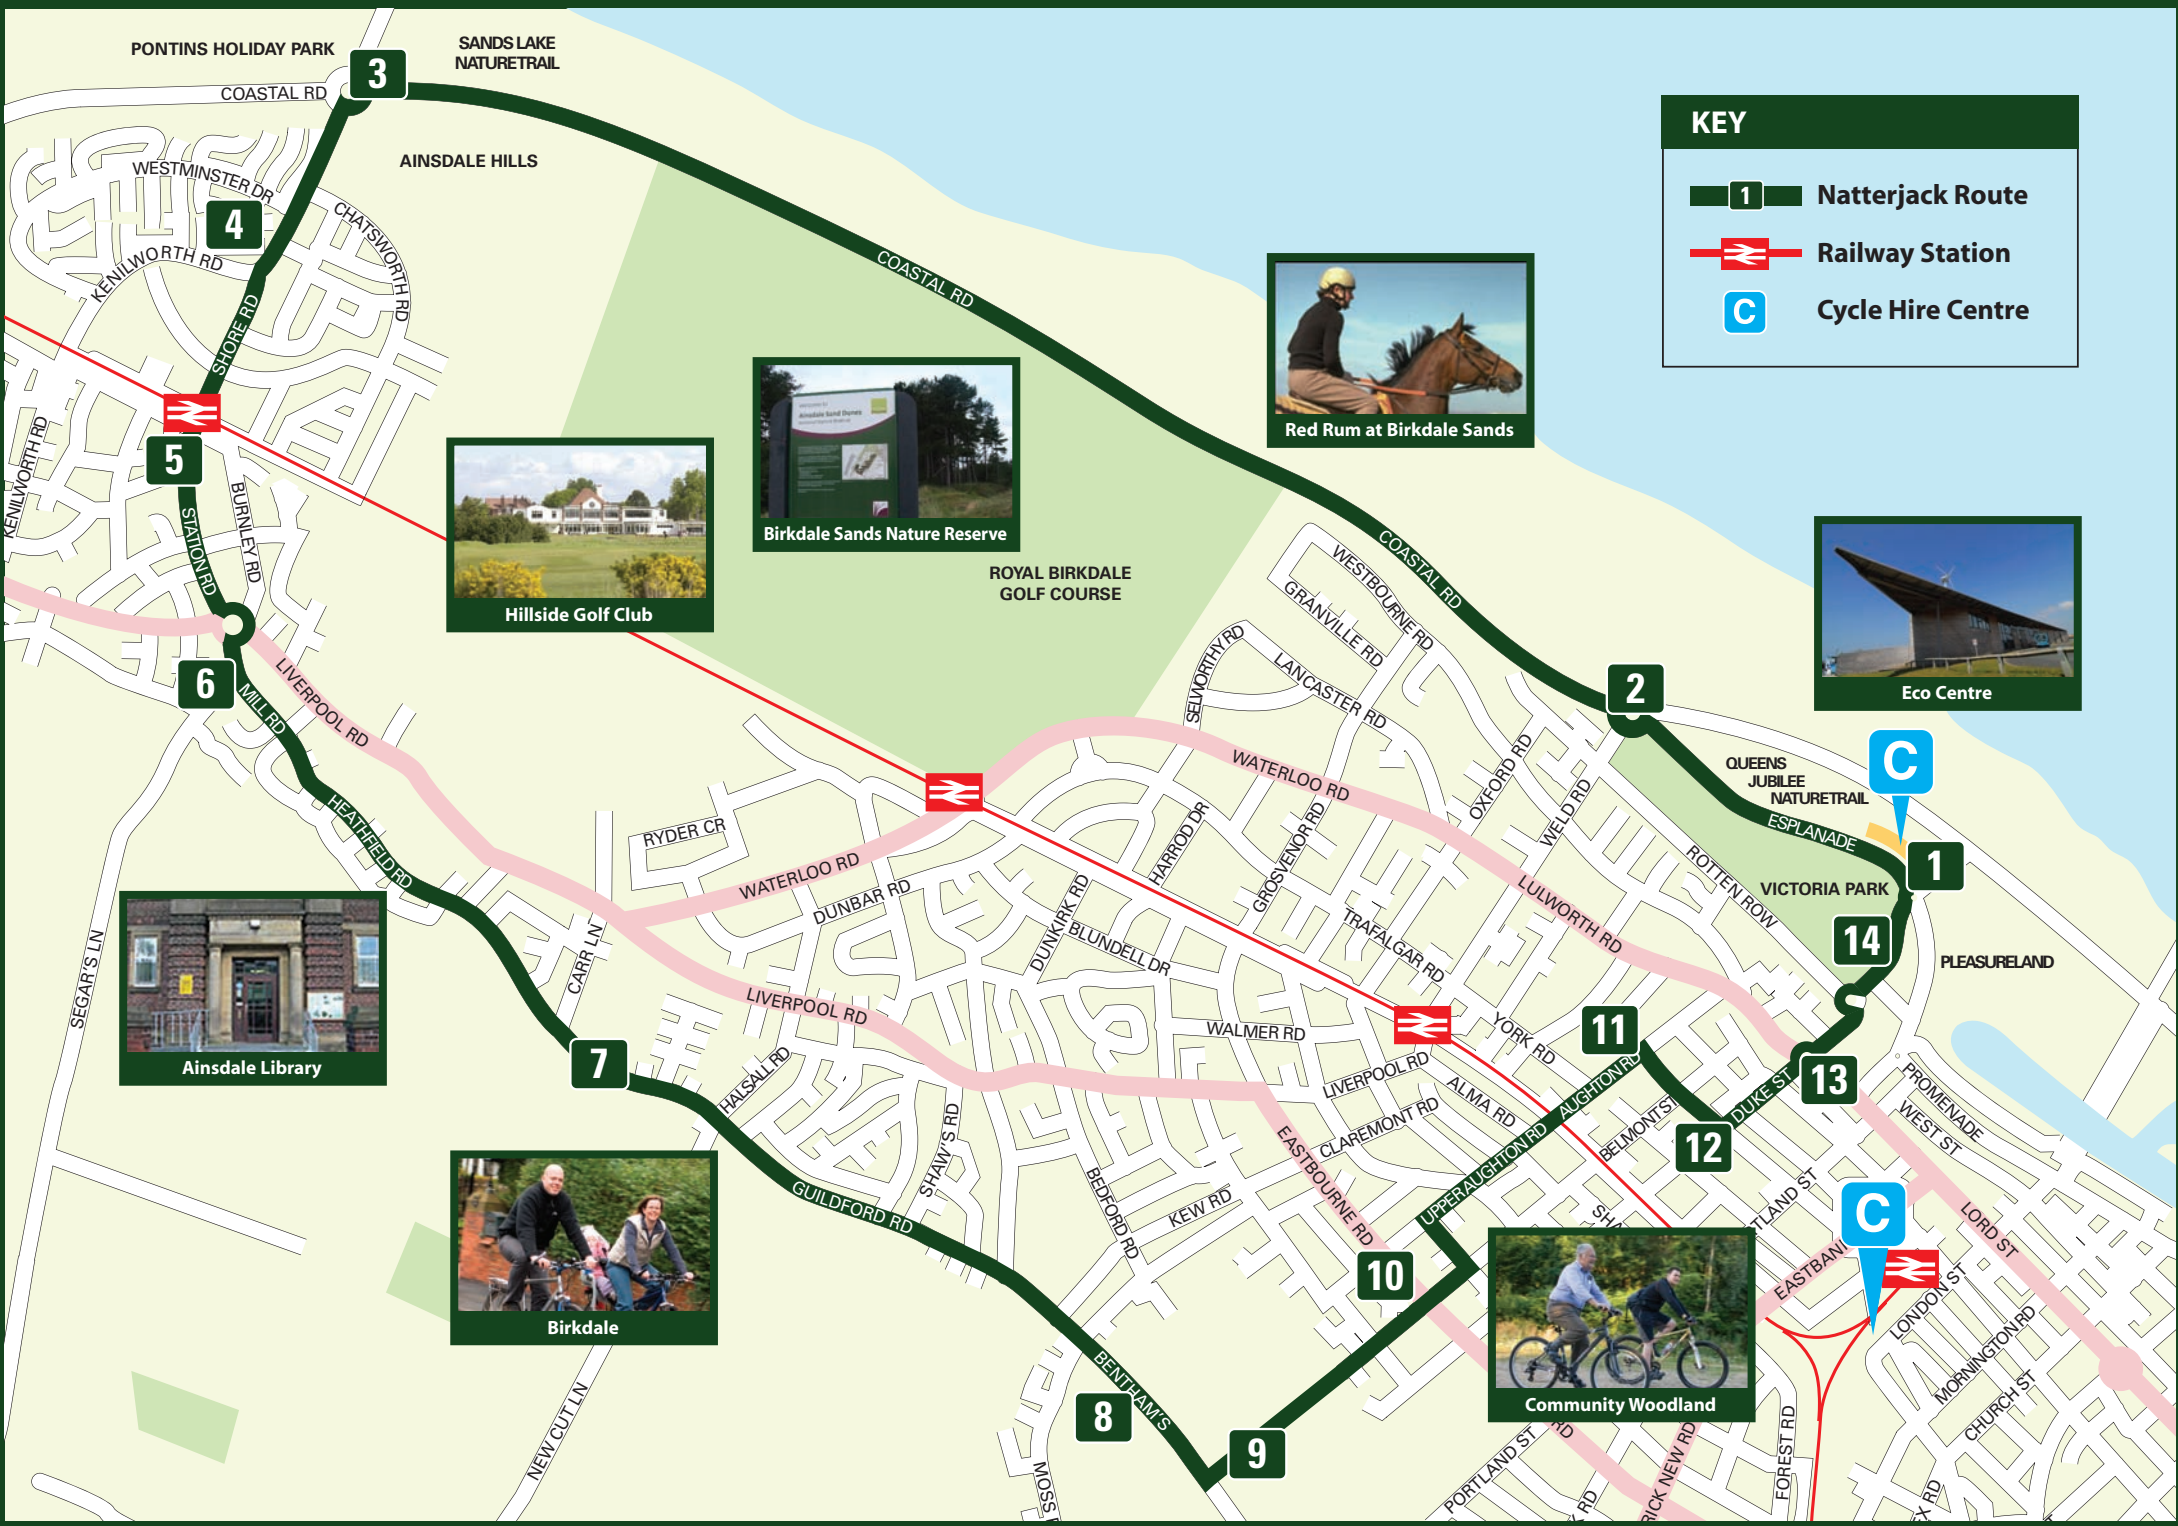 PONTINS HOLIDAY PARK
SANDS LAKE
NATURETRAIL
3
COASTAL RD
AINSDALE HILLS
WESTMINSTER DR
4
CHATSWORTH RD
KENILWORTH RD
SHORE RD
COASTAL RD
KEY
1
Natterjack Route
Railway Station
C
Cycle Hire Centre
Red Rum at Birkdale Sands
KENILWORTH RD
5
STATION RD
BURNLEY RD
Ainsdale Sand Dunes
Birkdale Sands Nature Reserve
Hillside Golf Club
ROYAL BIRKDALE
GOLF COURSE
COASTAL RD
WESTBOURNE RD
GRANVILLE RD
SELWORTHY RD
LANCASTER RD
Eco Centre
6
MILL RD
LIVERPOOL RD
2
QUEENS
JUBILEE
NATURETRAIL
C
ESPLANADE
1
WATERLOO RD
OXFORD RD
WELD RD
HEATHFIELD RD
RYDER CR
WATERLOO RD
DUNBAR RD
HARROD DR
GROSVENOR RD
DUNKIRK RD
BLUNDELL DR
TRAFALGAR RD
LULWORTH RD
ROTTEN ROW
VICTORIA PARK
14
PLEASURELAND
SEGAR'S LN
Ainsdale Library
CARR LN
LIVERPOOL RD
7
HALSALL RD
WALMER RD
LIVERPOOL RD
YORK RD
11
AUGHTON RD
ALMA RD
CLAREMONT RD
UPPER AUGHTON RD
BELMONT ST
12
DUKE ST
13
PROMENADE
WEST ST
SHAW'S RD
GUILDFORD RD
BEDFORD RD
KEW RD
EASTBOURNE RD
10
Birkdale
C
LORD ST
LONDON ST
MORNINGTON RD
CHURCH ST
Community Woodland
8
BENTHAM'S
9
NEW CUT LN
PORTLAND ST
FOREST RD